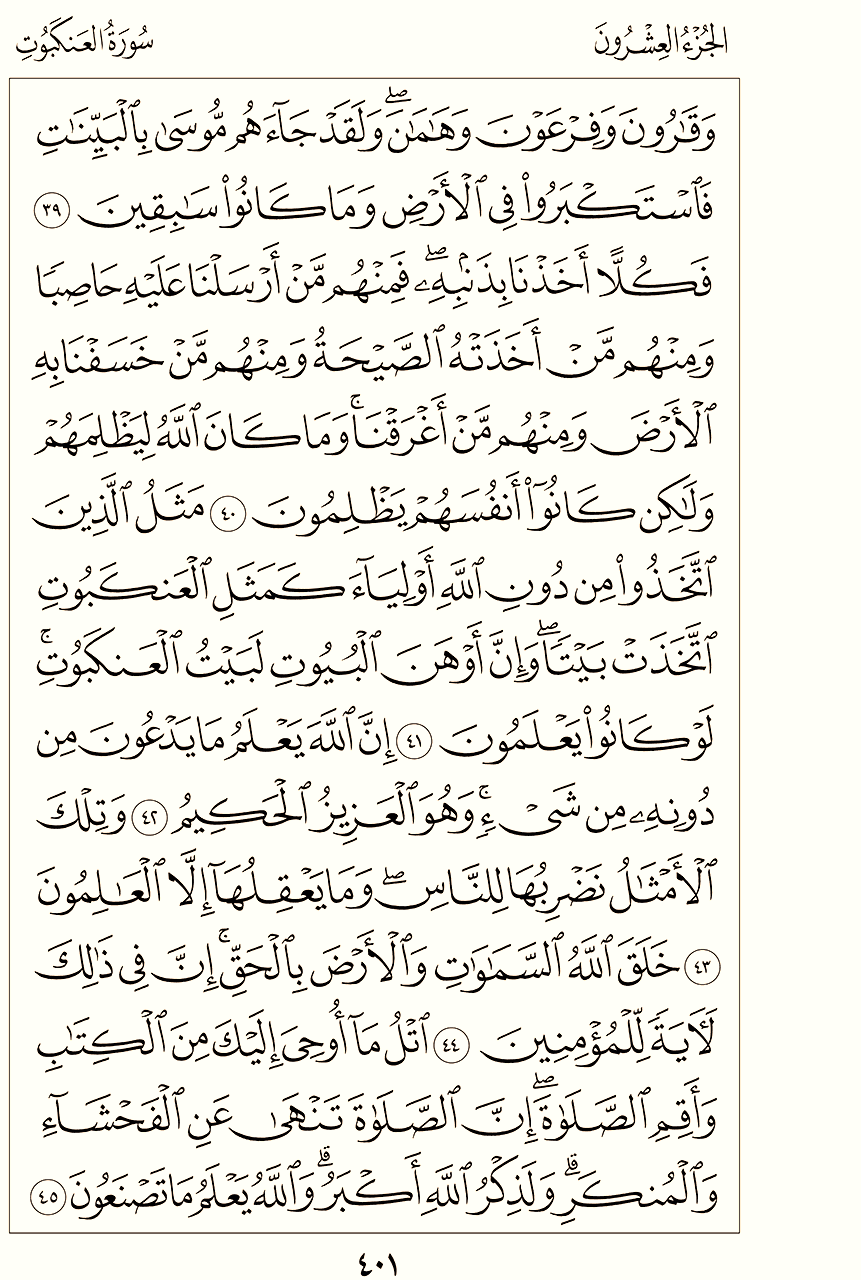 الجُزْءُ العِشْرُونَ
سُورَةُ العَنكَبُوتِ
وَقَٰرُونَ وَفِرْعَوْنَ وَهَٰمَٰنَۖ وَلَقَدْ جَآءَهُم مُّوسَىٰ بِٱلْبَيِّنَٰتِ
فَٱسْتَكْبَرُوا۟ فِى ٱلْأَرْضِ وَمَا كَانُوا۟ سَٰبِقِينَ ٣٩
فَكُلًّا أَخَذْنَا بِذَنۢبِهِۦۖ فَمِنْهُم مَّنْ أَرْسَلْنَا عَلَيْهِ حَاصِبًا
وَمِنْهُم مَّنْ أَخَذَتْهُ ٱلصَّيْحَةُ وَمِنْهُم مَّنْ خَسَفْنَا بِهِ
ٱلْأَرْضَ وَمِنْهُم مَّنْ أَغْرَقْنَاۚ وَمَا كَانَ ٱللَّهُ لِيَظْلِمَهُمْ
وَلَٰكِن كَانُوٓا۟ أَنفُسَهُمْ يَظْلِمُونَ ٤٠ مَثَلُ ٱلَّذِينَ
ٱتَّخَذُوا۟ مِن دُونِ ٱللَّهِ أَوْلِيَآءَ كَمَثَلِ ٱلْعَنكَبُوتِ
ٱتَّخَذَتْ بَيْتًاۖ وَإِنَّ أَوْهَنَ ٱلْبُيُوتِ لَبَيْتُ ٱلْعَنكَبُوتِۚ
لَوْ كَانُوا۟ يَعْلَمُونَ ٤١ إِنَّ ٱللَّهَ يَعْلَمُ مَا يَدْعُونَ مِن
دُونِهِۦ مِن شَىْءٍۚ وَهُوَ ٱلْعَزِيزُ ٱلْحَكِيمُ ٤٢ وَتِلْكَ
ٱلْأَمْثَٰلُ نَضْرِبُهَا لِلنَّاسِۖ وَمَا يَعْقِلُهَآ إِلَّا ٱلْعَٰلِمُونَ
٤٣ خَلَقَ ٱللَّهُ ٱلسَّمَٰوَٰتِ وَٱلْأَرْضَ بِٱلْحَقِّۚ إِنَّ فِى ذَٰلِكَ
لَءَايَةً لِّلْمُؤْمِنِينَ ٤٤ ٱتْلُ مَآ أُوحِىَ إِلَيْكَ مِنَ ٱلْكِتَٰبِ
وَأَقِمِ ٱلصَّلَوٰةَۖ إِنَّ ٱلصَّلَوٰةَ تَنْهَىٰ عَنِ ٱلْفَحْشَآءِ
وَٱلْمُنكَرِۗ وَلَذِكْرُ ٱللَّهِ أَكْبَرُۗ وَٱللَّهُ يَعْلَمُ مَا تَصْنَعُونَ ٤٥
٤٠١